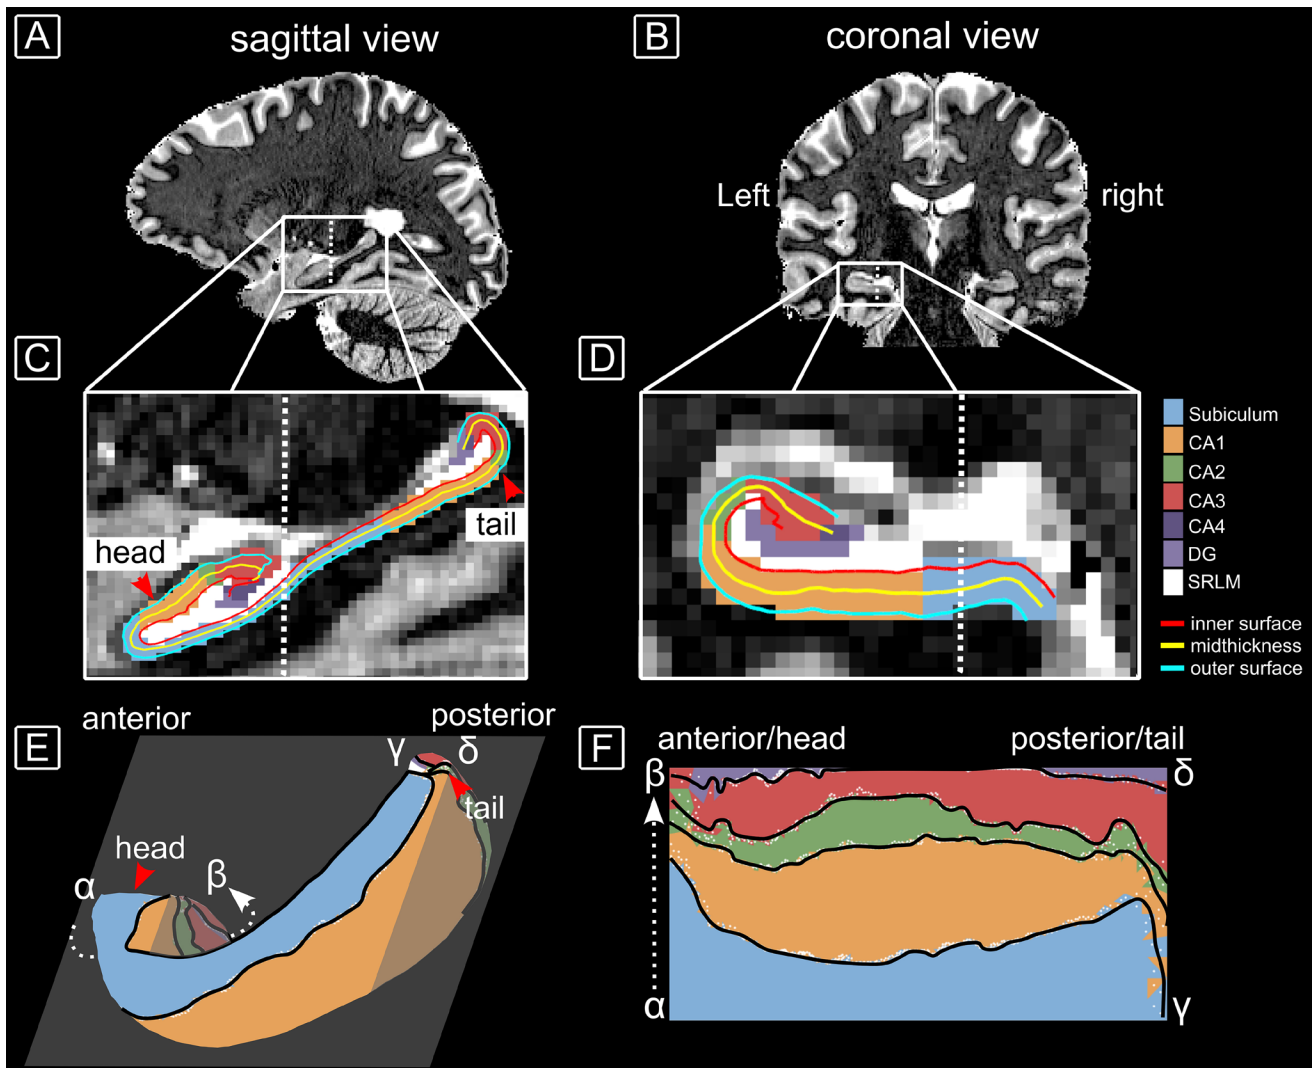 A
sagittal view
B
coronal view
Left
right
C
D
head
tail
Subiculum
CA1
CA2
CA3
CA4
DG
SRLM
inner surface
midthickness
outer surface
E
anterior
posterior
γ
δ
tail
head
α
β
F
anterior/head
posterior/tail
β
δ
α
γ